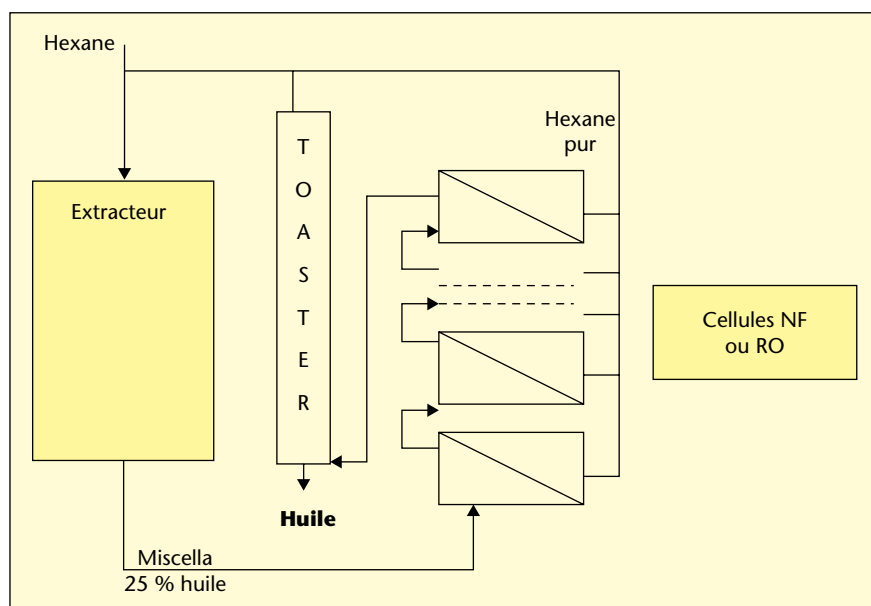 Hexane
Hexane
pur
T
O
A
S
T
E
R
Extracteur
Cellules NF
ou RO
Huile
Miscella
25 % huile